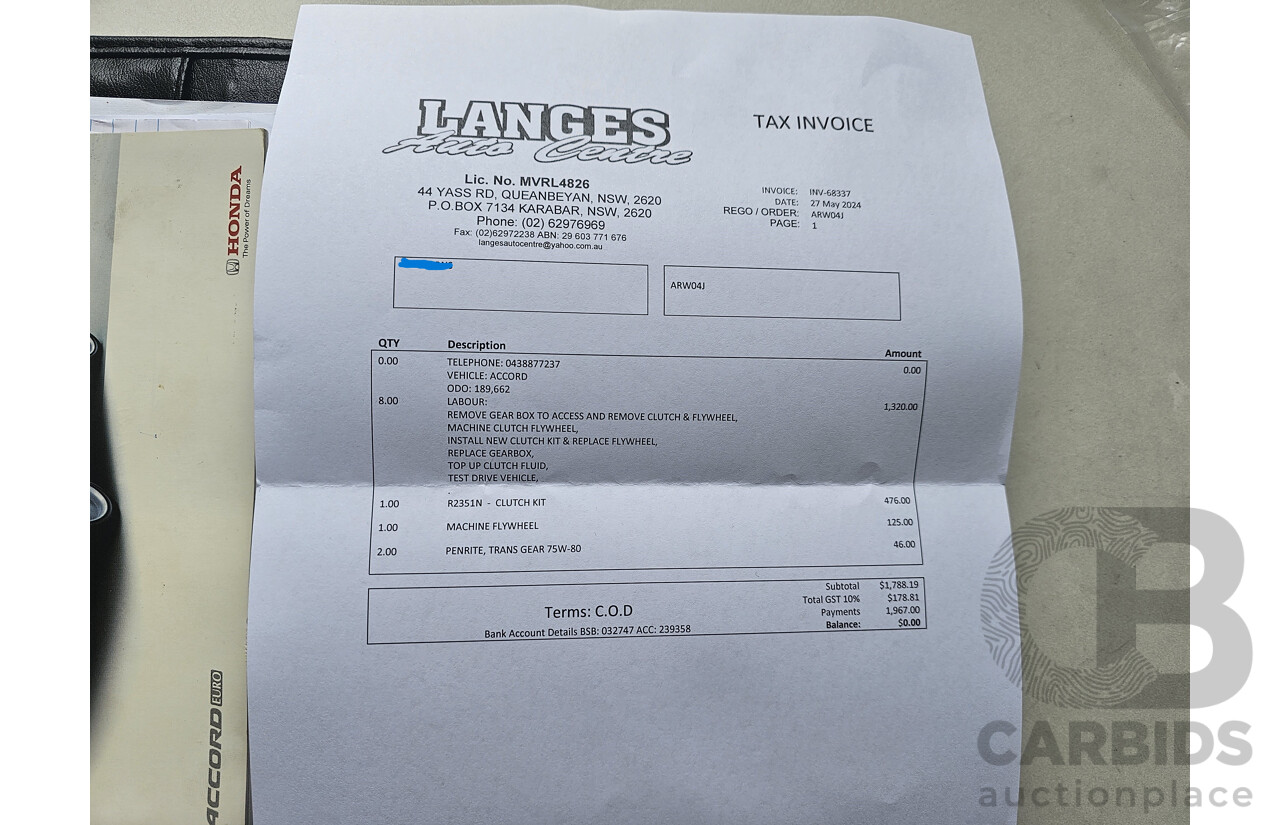 LANGES
Auto Centre
TAX INVOICE
Lic. No. MVRL4826
44 YASS RD, QUEANBEYAN, NSW, 2620
P.O.BOX 7134 KARABAR, NSW, 2620
Phone: (02) 62976969
Fax: (02)62972238 ABN: 29 603 771 676
langesautocentre@yahoo.com.au
INVOICE: INV-68337
DATE: 27 May 2024
REGO / ORDER: ARW04J
PAGE: 1
ARW04J
QTY Description Amount
0.00 TELEPHONE: 0438877237 0.00
VEHICLE: ACCORD
ODO: 189,662
8.00 LABOUR: 1,320.00
REMOVE GEAR BOX TO ACCESS AND REMOVE CLUTCH & FLYWHEEL,
MACHINE CLUTCH FLYWHEEL,
INSTALL NEW CLUTCH KIT & REPLACE FLYWHEEL,
REPLACE GEARBOX,
TOP UP CLUTCH FLUID,
TEST DRIVE VEHICLE,
.
1.00 R2351N - CLUTCH KIT 476.00
1.00 MACHINE FLYWHEEL 125.00
2.00 PENRITE, TRANS GEAR 75W-80 46.00
Subtotal $1,788.19
Total GST 10% $178.81
Payments 1,967.00
Balance: $0.00
Terms: C.O.D
Bank Account Details BSB: 032747 ACC: 239358
HONDA
The Power of Dreams
ACCORD EURO
CB
CARBIDS
auctionplace